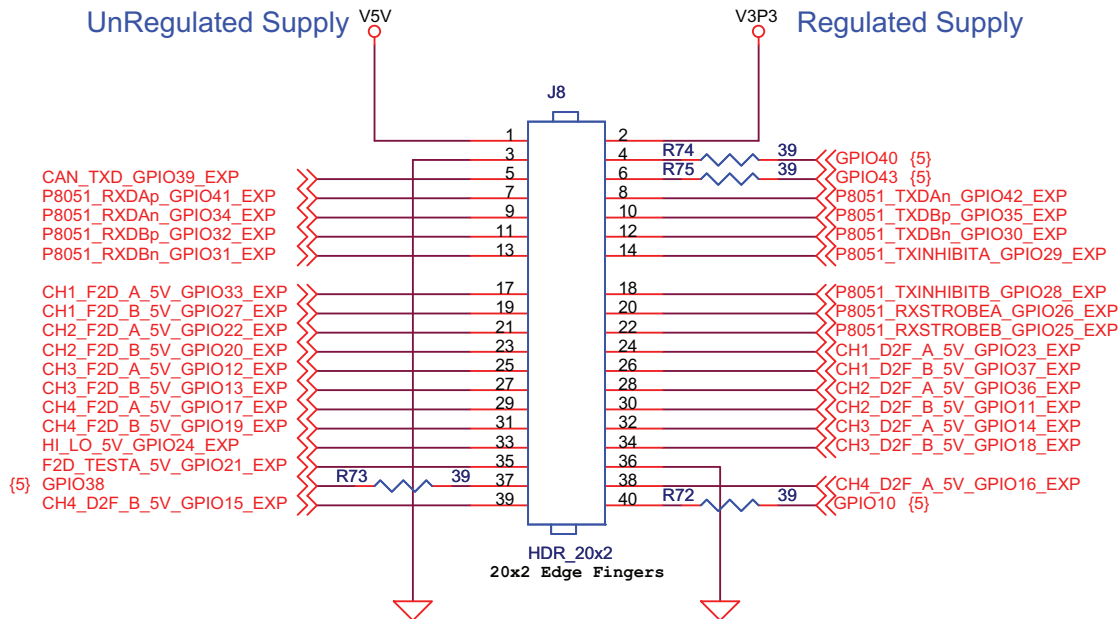 UnRegulated Supply V5V V3P3 Regulated Supply
J8
1 2
3 4 R74 39 GPIO40 {5}
CAN_TXD_GPIO39_EXP 5 6 R75 39 GPIO43 {5}
P8051_RXDAp_GPIO41_EXP 7 8 P8051_TXDAn_GPIO42_EXP
P8051_RXDAn_GPIO34_EXP 9 10 P8051_TXDBp_GPIO35_EXP
P8051_RXDBp_GPIO32_EXP 11 12 P8051_TXDBn_GPIO30_EXP
P8051_RXDBn_GPIO31_EXP 13 14 P8051_TXINHIBITA_GPIO29_EXP
CH1_F2D_A_5V_GPIO33_EXP 17 18 P8051_TXINHIBITB_GPIO28_EXP
CH1_F2D_B_5V_GPIO27_EXP 19 20 P8051_RXSTROBEA_GPIO26_EXP
CH2_F2D_A_5V_GPIO22_EXP 21 22 P8051_RXSTROBEB_GPIO25_EXP
CH2_F2D_B_5V_GPIO20_EXP 23 24 CH1_D2F_A_5V_GPIO23_EXP
CH3_F2D_A_5V_GPIO12_EXP 25 26 CH1_D2F_B_5V_GPIO37_EXP
CH3_F2D_B_5V_GPIO13_EXP 27 28 CH2_D2F_A_5V_GPIO36_EXP
CH4_F2D_A_5V_GPIO17_EXP 29 30 CH2_D2F_B_5V_GPIO11_EXP
CH4_F2D_B_5V_GPIO19_EXP 31 32 CH3_D2F_A_5V_GPIO14_EXP
HI_LO_5V_GPIO24_EXP 33 34 CH3_D2F_B_5V_GPIO18_EXP
F2D_TESTA_5V_GPIO21_EXP 35 36
{5} GPIO38 R73 39 37 38 CH4_D2F_A_5V_GPIO16_EXP
CH4_D2F_B_5V_GPIO15_EXP 39 40 R72 39 GPIO10 {5}
HDR_20x2
20x2 Edge Fingers